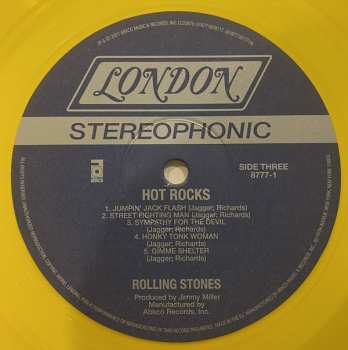 LONDON
STEREOPHONIC
abkco
SIDE THREE
8777-1
HOT ROCKS
1. JUMPIN' JACK FLASH (Jagger; Richards)
2. STREET FIGHTING MAN (Jagger; Richards)
3. SYMPATHY FOR THE DEVIL
(Jagger; Richards)
4. HONKY TONK WOMAN
(Jagger; Richards)
5. GIMME SHELTER
(Jagger; Richards)
ROLLING STONES
Produced by Jimmy Miller
Manufactured by
Abkco Records, Inc.